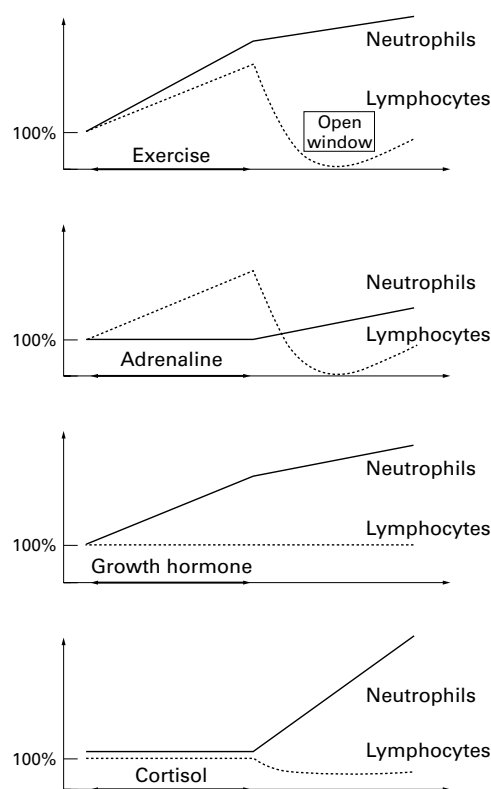 Neutrophils
Lymphocytes
Open
window
100%
Exercise
Neutrophils
100%
Lymphocytes
Adrenaline
Neutrophils
Lymphocytes
100%
Growth hormone
Neutrophils
Lymphocytes
100%
Cortisol